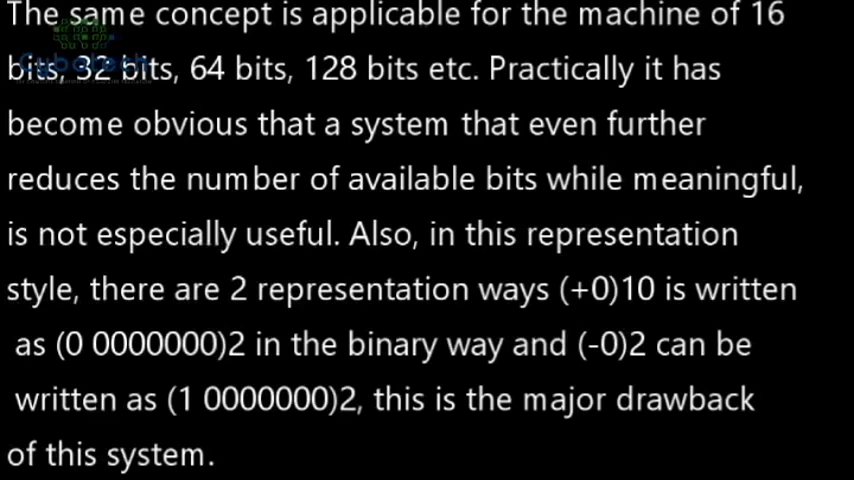 The same concept is applicable for the machine of 16
bits, 32 bits, 64 bits, 128 bits etc. Practically it has
become obvious that a system that even further
reduces the number of available bits while meaningful,
is not especially useful. Also, in this representation
style, there are 2 representation ways (+0)10 is written
as (0 0000000)2 in the binary way and (-0)2 can be
written as (1 0000000)2, this is the major drawback
of this system.